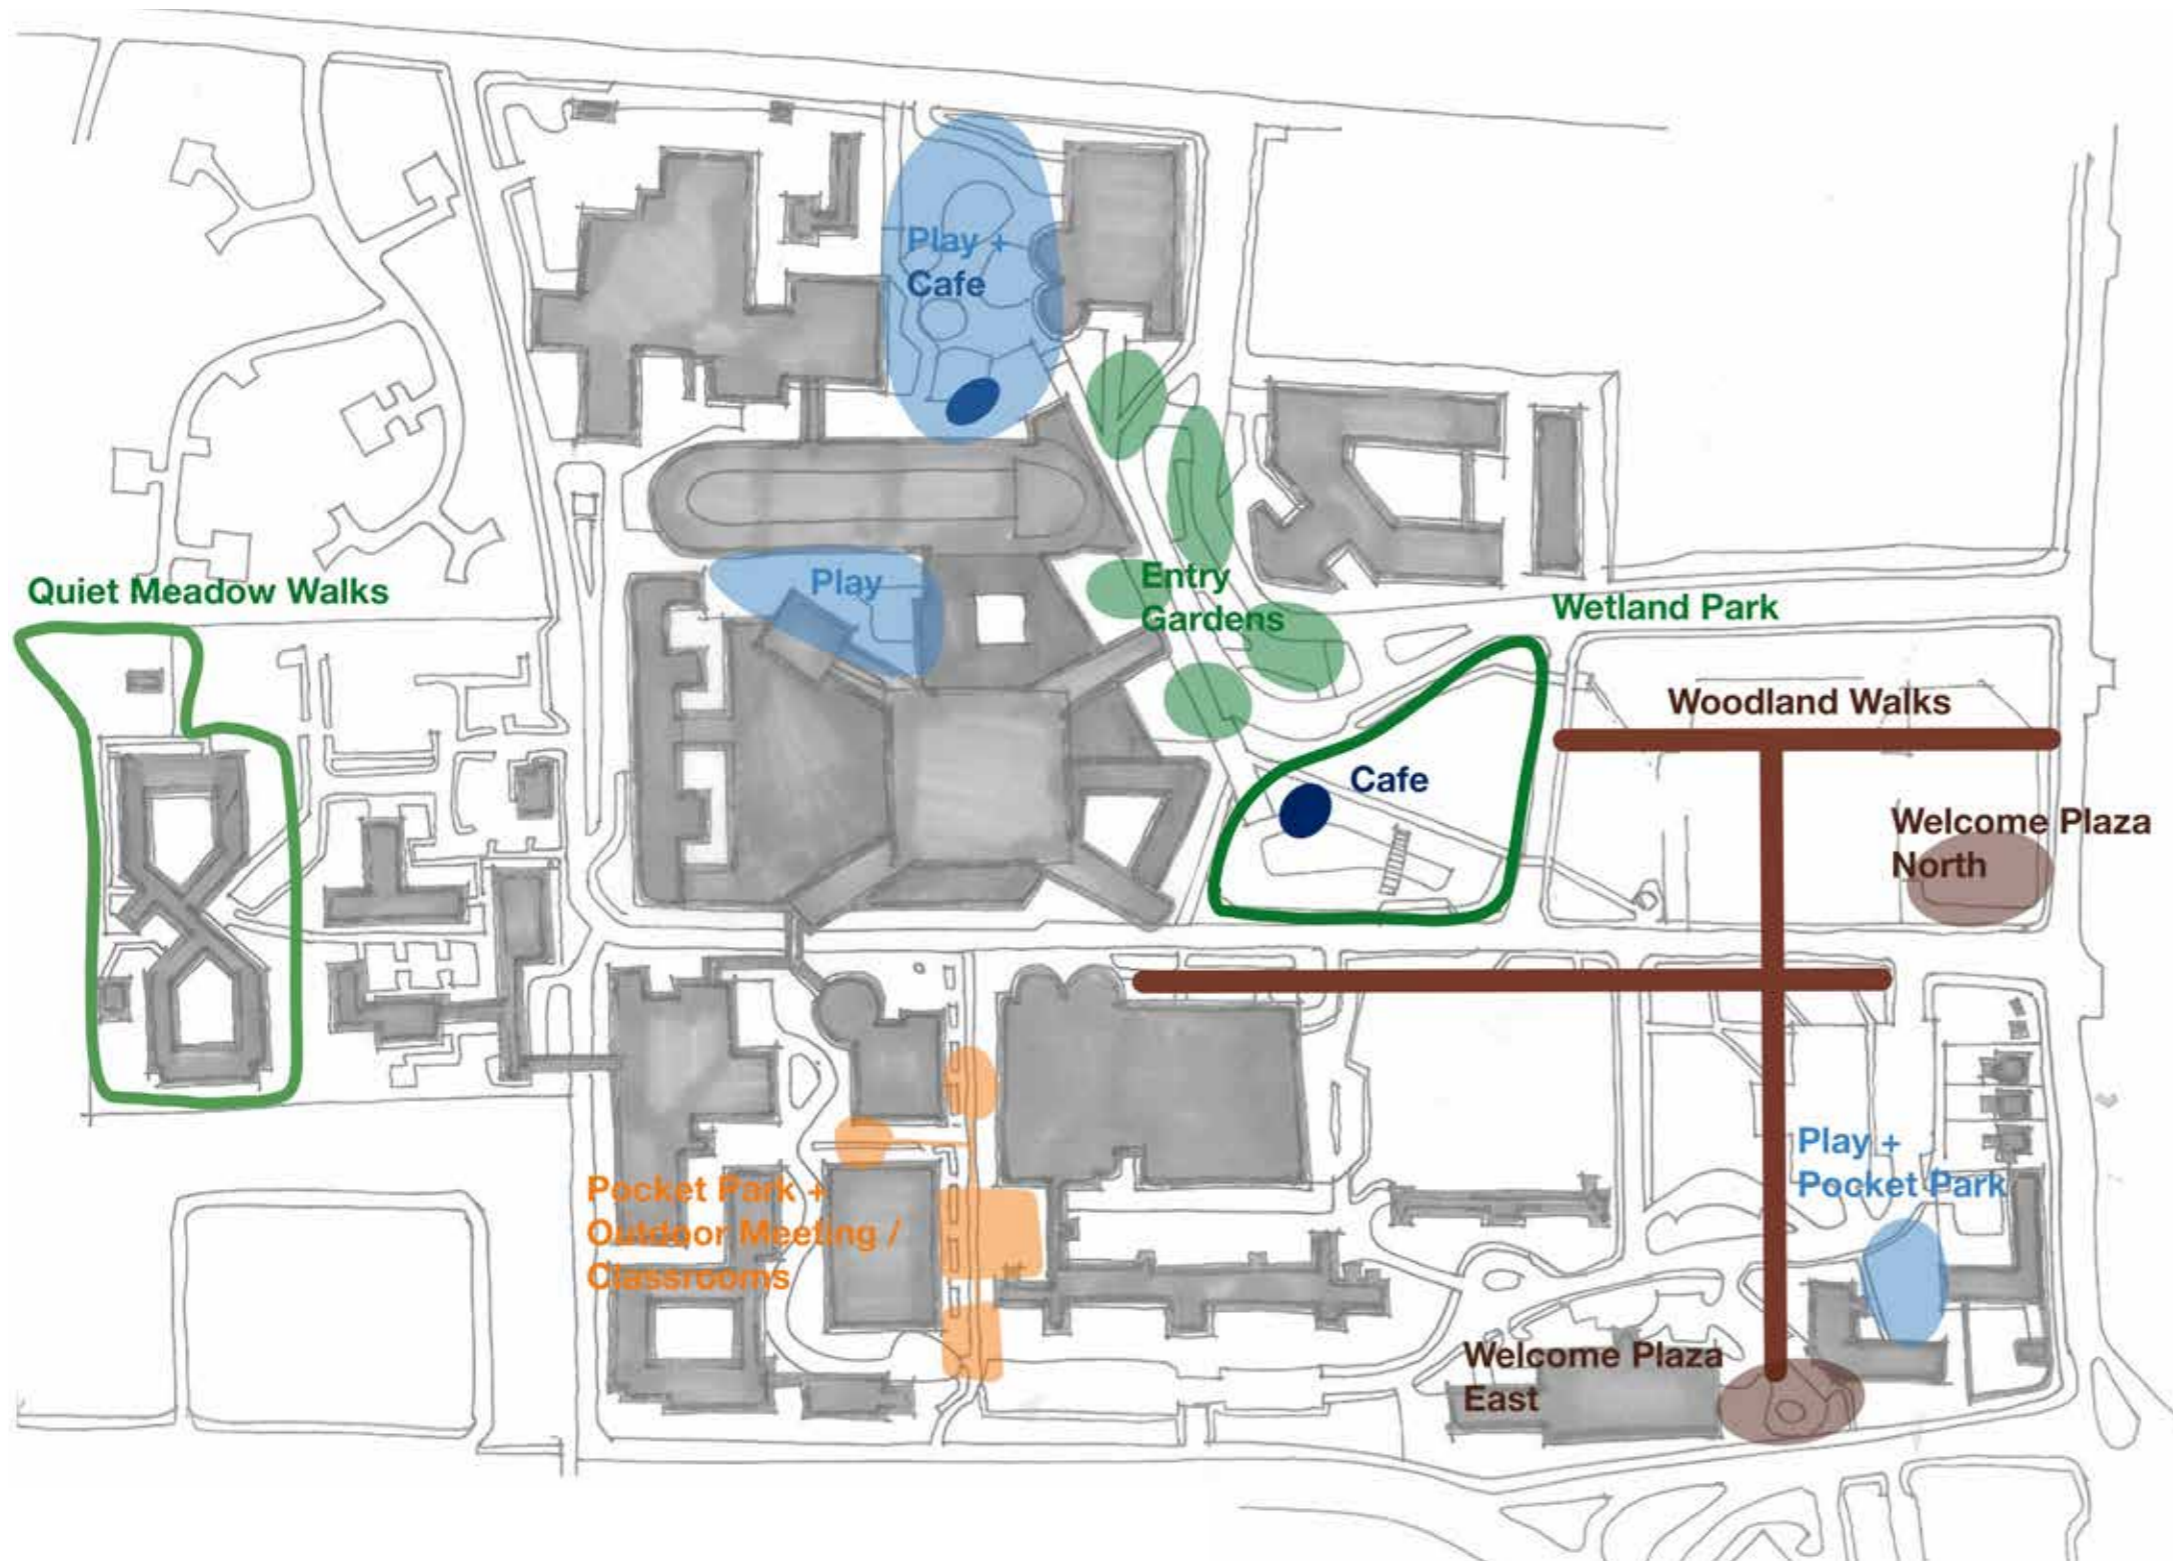 Play +
Cafe
Play
Quiet Meadow Walks
Entry
Gardens
Wetland Park
Woodland Walks
Cafe
Welcome Plaza
North
Play +
Pocket Park
Pocket Park +
Outdoor Meeting /
Classrooms
Welcome Plaza
East